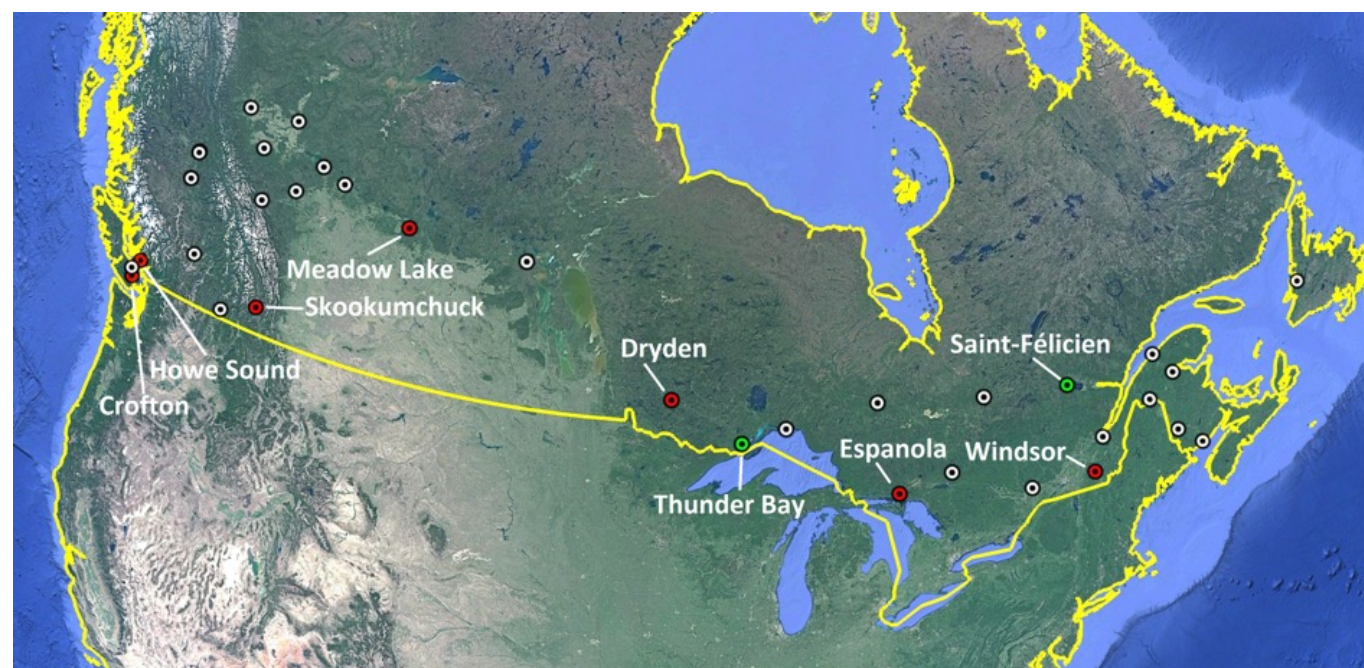 Meadow Lake
Skookumchuck
Dryden
Saint-Félicien
Howe Sound
Crofton
Espanola
Windsor
Thunder Bay